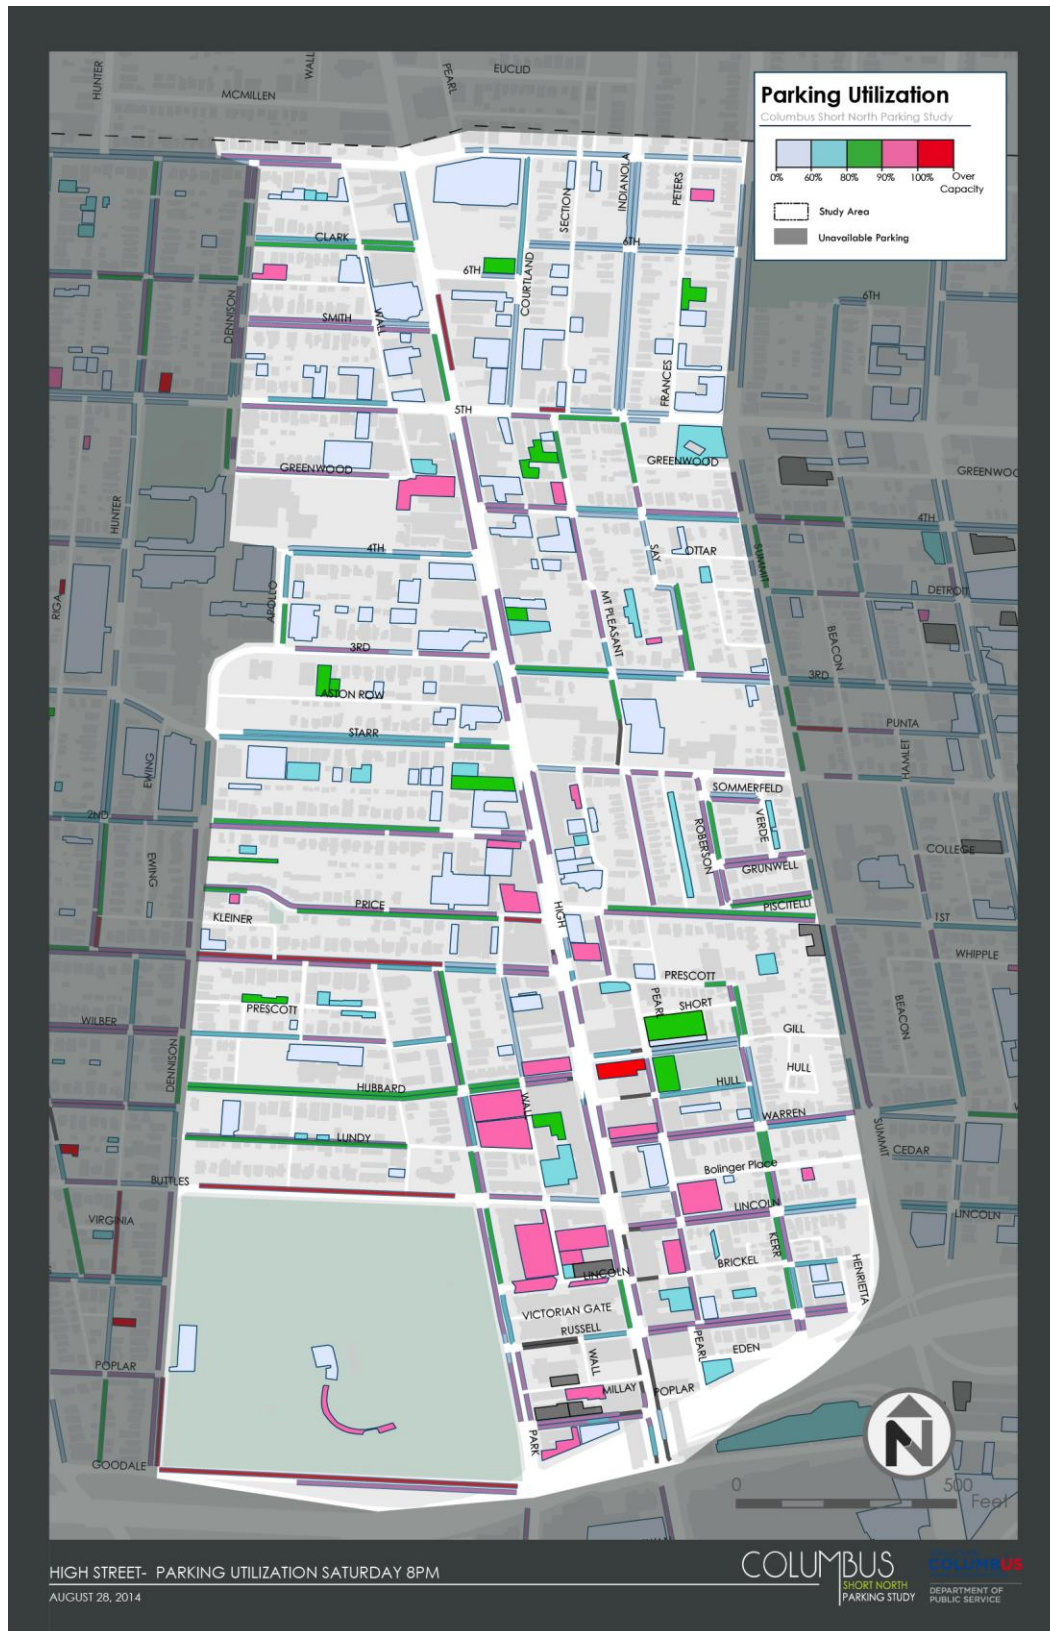 HUNTER
WALL
PEARL
EUCLID
MCMILLEN
Parking Utilization
Columbus Short North Parking Study
0% 60% 80% 90% 100% Over
Capacity
Study Area
Unavailable Parking
SECTION
INDIANOLA
PETERS
CLARK
6TH
6TH
COURTLAND
DENNISON
SMITH
WALL
6TH
FRANCES
5TH
GREENWOOD
GREENWOOD
GREENWOO
HUNTER
4TH
4TH
SAY
OTTAR
SUMMIT
DETROIT
RIGA
APOLLO
MT PLEASANT
BEACON
3RD
3RD
ASTON ROW
PUNTA
STARR
HAMLET
EWING
SOMMERFELD
2ND
ROBERSON
VERDE
COLLEGE
EWING
GRUNWELL
PRICE
HIGH
PISCITELLI
KLEINER
1ST
WHIPPLE
PRESCOTT
PRESCOTT
PEARL
SHORT
BEACON
WILBER
GILL
DENNISON
HULL
HUBBARD
HULL
WALL
WARREN
LUNDY
SUMMIT
CEDAR
Bolinger Place
BUTTLES
LINCOLN
LINCOLN
VIRGINIA
KERR
BRICKEL
LINCOLN
HENRIETTA
VICTORIAN GATE
RUSSELL
PEARL
EDEN
WALL
POPLAR
MILLAY
POPLAR
PARK
GOODALE
N
0 500
Feet
HIGH STREET- PARKING UTILIZATION SATURDAY 8PM
AUGUST 28, 2014
COLUMBUS
SHORT NORTH
PARKING STUDY
COLUMBUS
DEPARTMENT OF
PUBLIC SERVICE